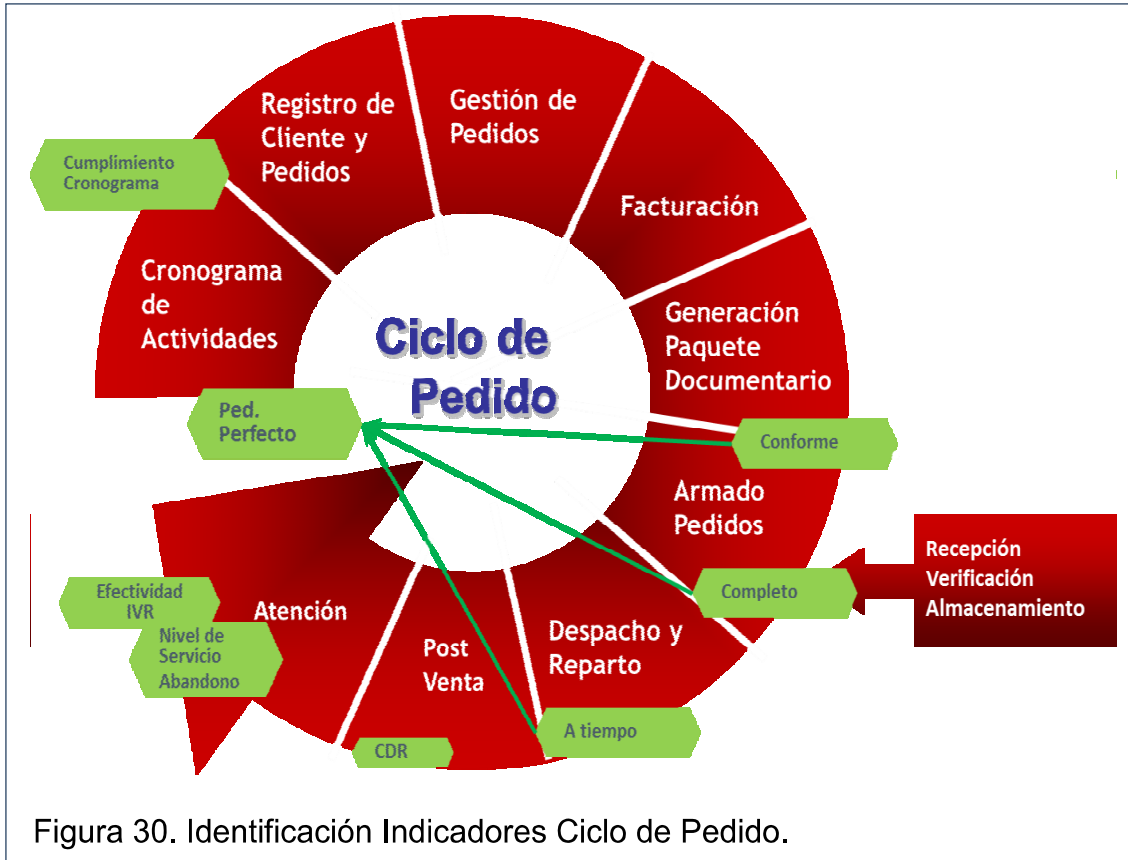 Registro de
Cliente y
Pedidos
Gestión de
Pedidos
Facturación
Cumplimiento
Cronograma
Cronograma
de
Actividades
Generación
Paquete
Documentario
Ciclo de
Pedido
Ped.
Perfecto
Conforme
Armado
Pedidos
Recepción
Verificación
Almacenamiento
Completo
Efectividad
IVR
Nivel de
Servicio
Abandono
Atención
Post
Venta
Despacho y
Reparto
A tiempo
CDR
Figura 30. Identificación Indicadores Ciclo de Pedido.